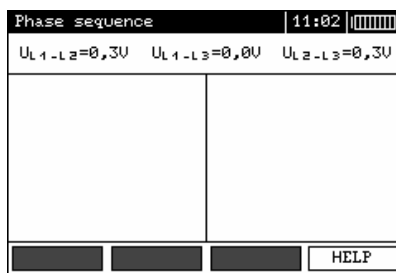 Phase sequence 11:02
UL1-L2=0,3V UL1-L3=0,0V UL2-L3=0,3V
HELP